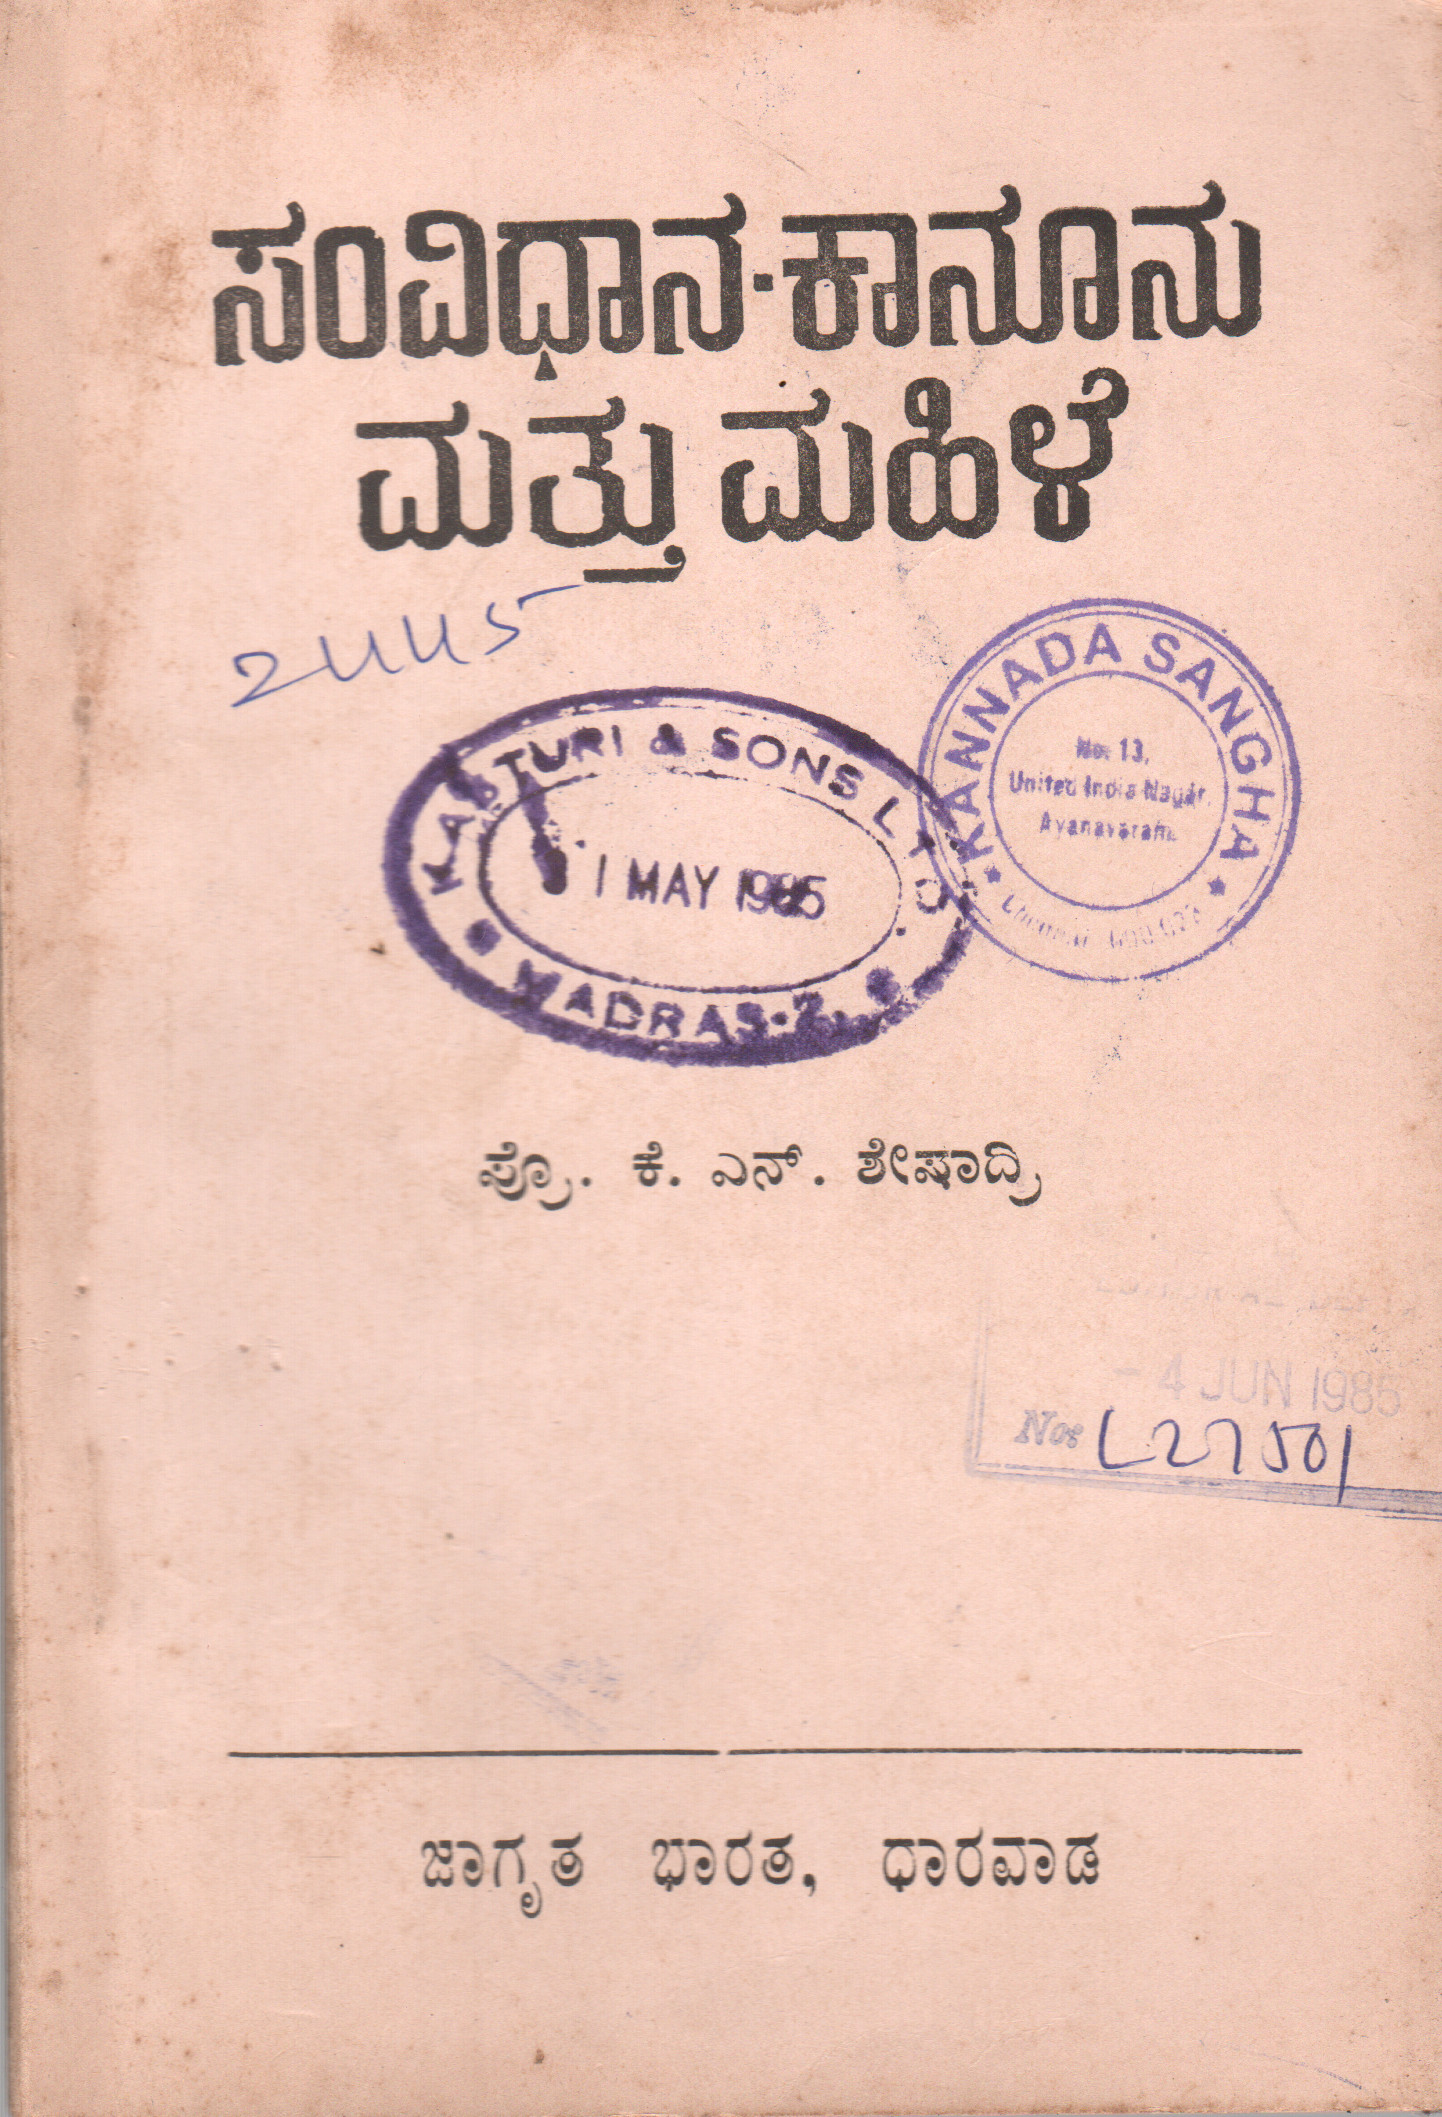 ಸಂವಿಧಾನ-ಕಾನೂನು
ಮತ್ತು ಮಹಿಳೆ
24445
KANNADA SANGHA
No. 13,
United India Nagar,
Ayanavaram,
KASTURI & SONS LTD.
1 MAY 1985
MADRAS-2.
ಪ್ರೊ. ಕೆ. ಎನ್. ಶೇಷಾದ್ರಿ
- 4 JUN 1985
No: L27501
ಜಾಗೃತ ಭಾರತ, ಧಾರವಾಡ